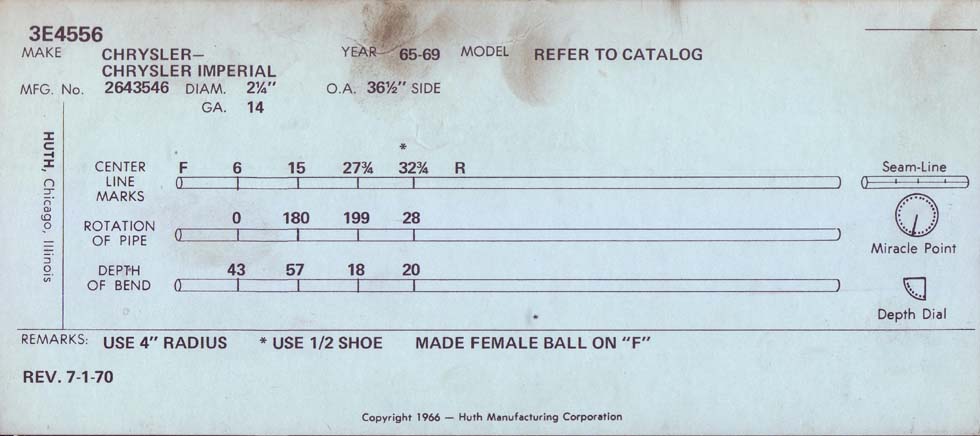 3E4556
MAKE CHRYSLER– YEAR 65-69 MODEL REFER TO CATALOG
CHRYSLER IMPERIAL
MFG. No. 2643546 DIAM. 2¼" O.A. 36½" SIDE
GA. 14
HUTH, Chicago, Illinois
*
CENTER LINE MARKS F 6 15 27¾ 32¾ R
Seam-Line
ROTATION OF PIPE 0 180 199 28
Miracle Point
DEPTH OF BEND 43 57 18 20
Depth Dial
*
REMARKS: USE 4" RADIUS * USE 1/2 SHOE MADE FEMALE BALL ON "F"
REV. 7-1-70
Copyright 1966 — Huth Manufacturing Corporation